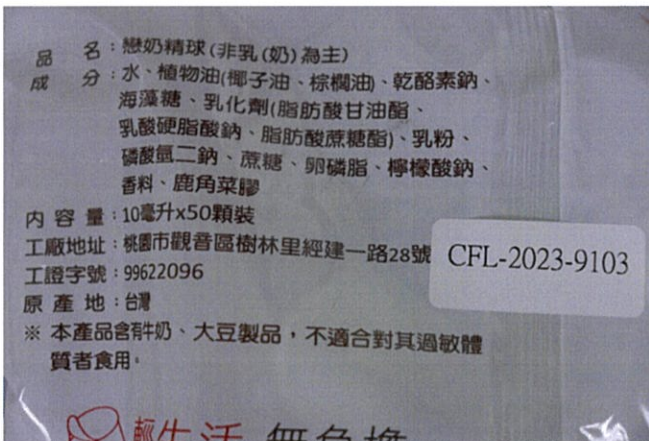 品名：戀奶精球(非乳(奶)為主)
成分：水、植物油(椰子油、棕櫚油)、乾酪素鈉、
海藻糖、乳化劑(脂肪酸甘油酯、
乳酸硬脂酸鈉、脂肪酸蔗糖酯)、乳粉、
磷酸氫二鈉、蔗糖、卵磷脂、檸檬酸鈉、
香料、鹿角菜膠
內容量：10毫升x50顆裝
工廠地址：桃園市觀音區樹林里經建一路28號
CFL-2023-9103
工證字號：99622096
原產地：台灣
※ 本產品含有牛奶、大豆製品，不適合對其過敏體
質者食用。
輕生活 無負擔